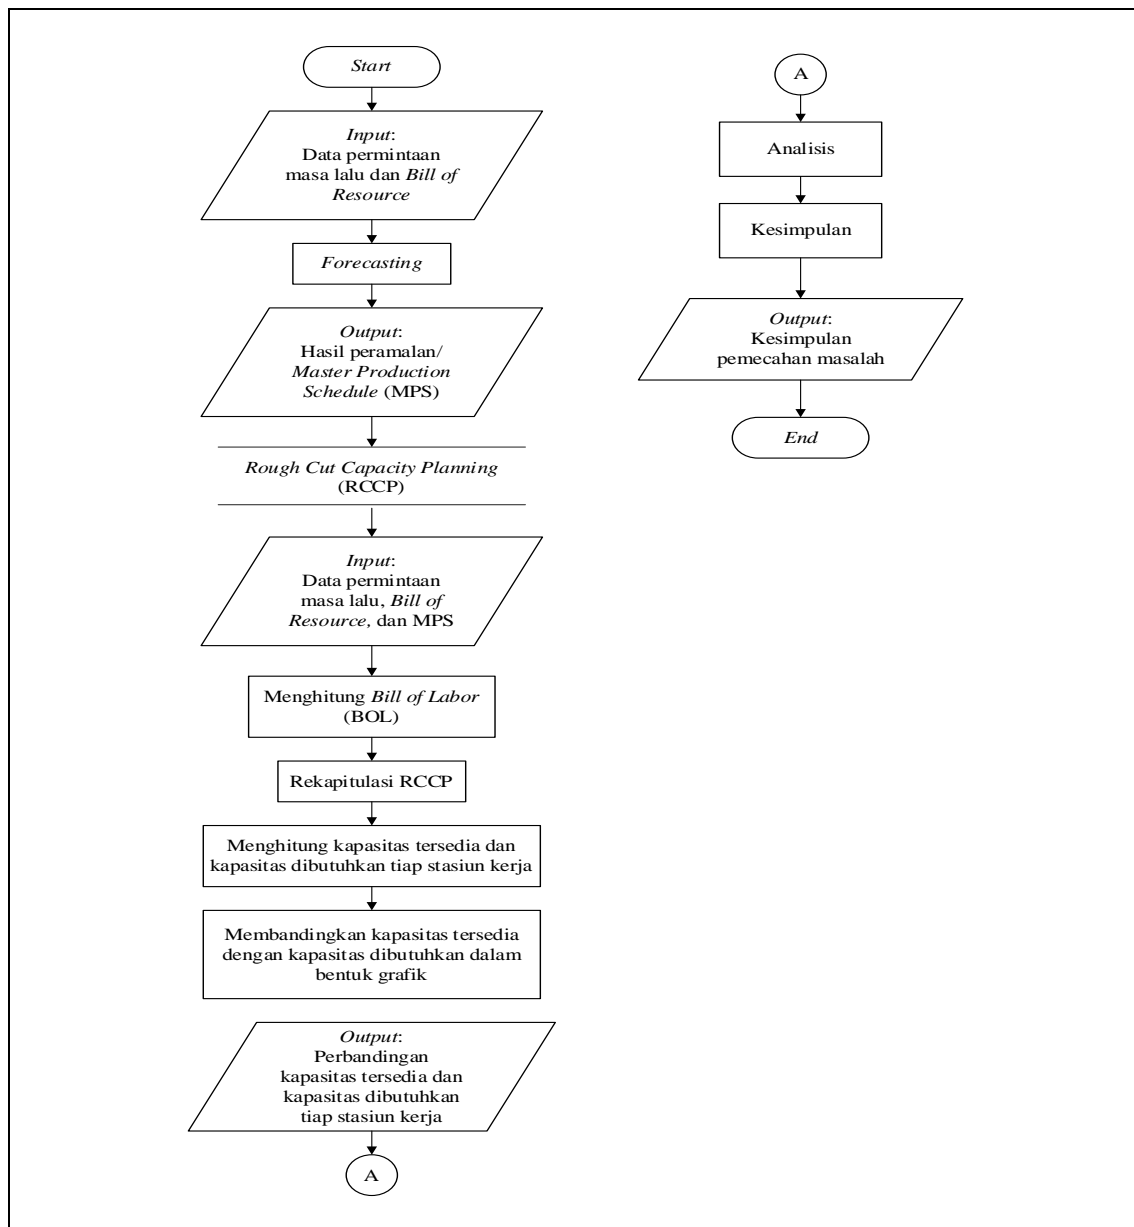 Start
Input:
Data permintaan
masa lalu dan Bill of
Resource
Forecasting
Output:
Hasil peramalan/
Master Production
Schedule (MPS)
Rough Cut Capacity Planning
(RCCP)
Input:
Data permintaan
masa lalu, Bill of
Resource, dan MPS
Menghitung Bill of Labor
(BOL)
Rekapitulasi RCCP
Menghitung kapasitas tersedia dan
kapasitas dibutuhkan tiap stasiun kerja
Membandingkan kapasitas tersedia
dengan kapasitas dibutuhkan dalam
bentuk grafik
Output:
Perbandingan
kapasitas tersedia dan
kapasitas dibutuhkan
tiap stasiun kerja
A
A
Analisis
Kesimpulan
Output:
Kesimpulan
pemecahan masalah
End